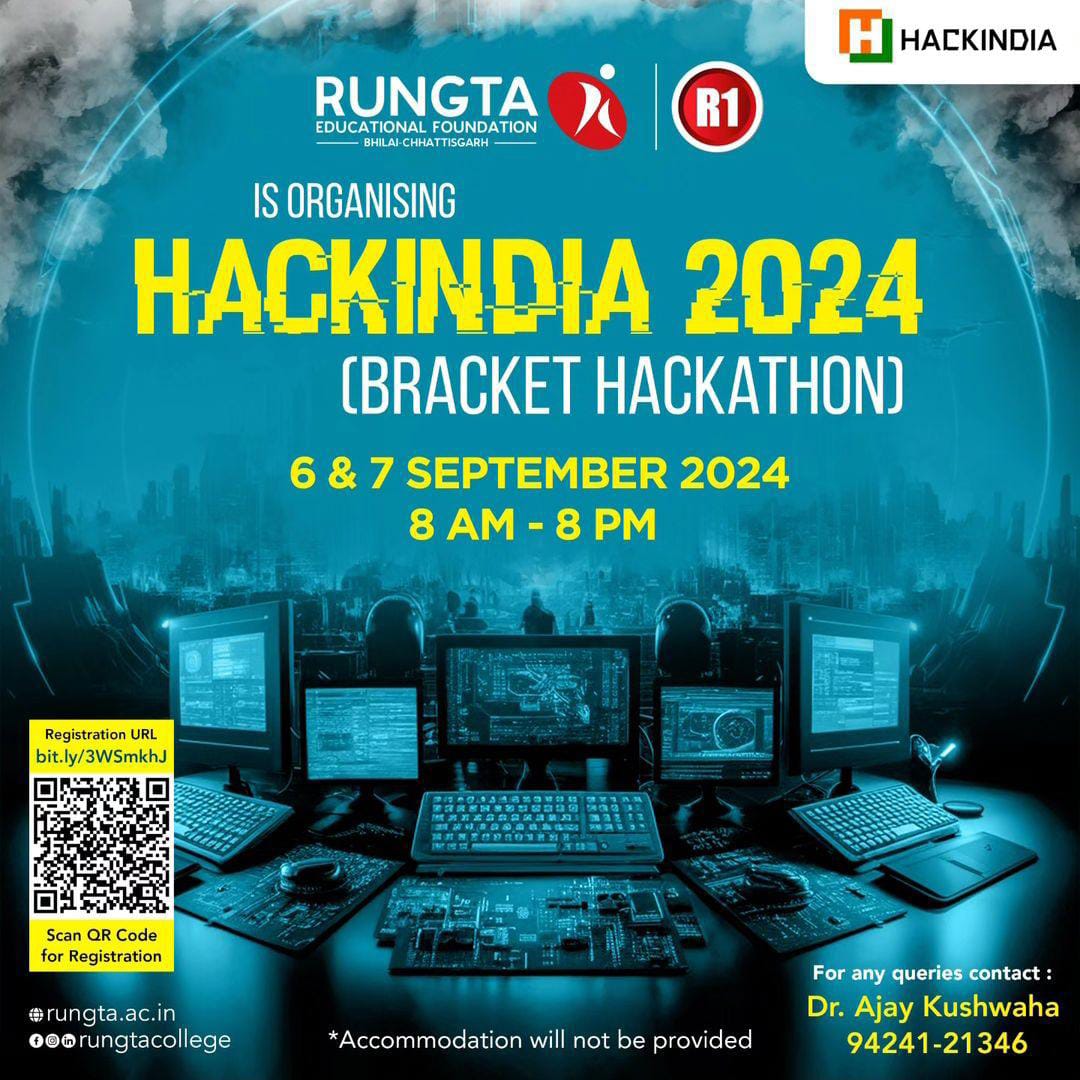 HACKINDIA
RUNGTA
EDUCATIONAL FOUNDATION
BHILAI-CHHATTISGARH
R1
IS ORGANISING
HACKINDIA 2024
(BRACKET HACKATHON)
6 & 7 SEPTEMBER 2024
8 AM - 8 PM
Registration URL
bit.ly/3WSmkhJ
Scan QR Code
for Registration
rungta.ac.in
rungtacollege
*Accommodation will not be provided
For any queries contact :
Dr. Ajay Kushwaha
94241-21346